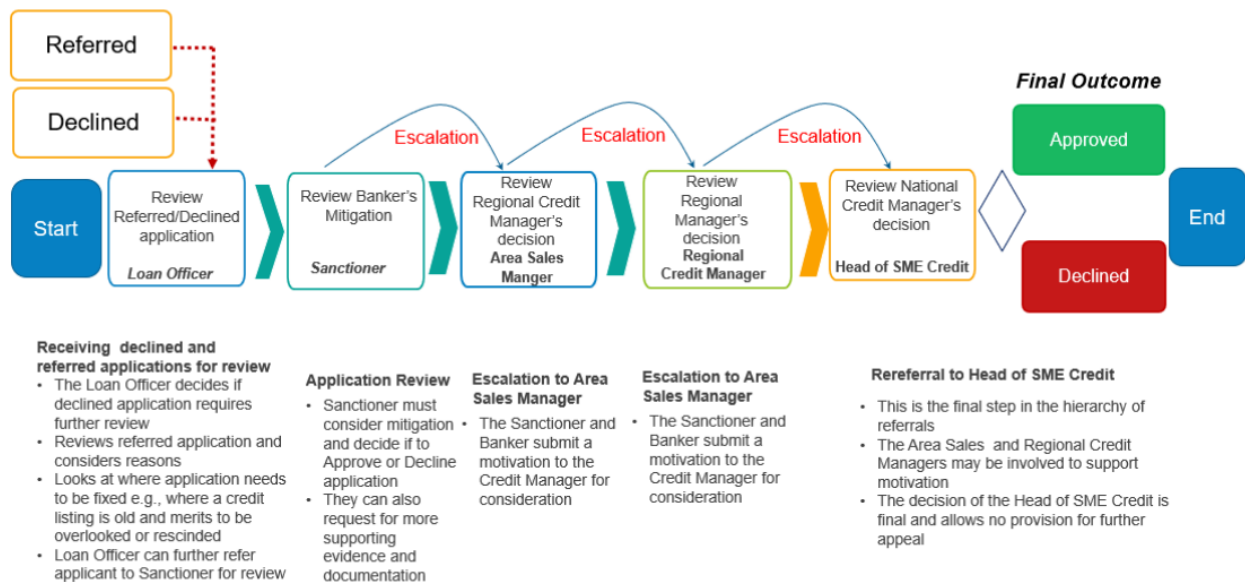 Referred
Declined
Start
Review
Referred/Declined
application
Loan Officer
Review Banker's
Mitigation
Sanctioner
Escalation
Review
Regional Credit
Manager's
decision
Area Sales
Manger
Escalation
Review
Regional
Manager's
decision
Regional
Credit Manager
Escalation
Review National
Credit Manager's
decision
Head of SME Credit
Final Outcome
Approved
Declined
End
Receiving declined and
referred applications for review
• The Loan Officer decides if
declined application requires
further review
• Reviews referred application and
considers reasons
• Looks at where application needs
to be fixed e.g., where a credit
listing is old and merits to be
overlooked or rescinded
• Loan Officer can further refer
applicant to Sanctioner for review
Application Review
• Sanctioner must
consider mitigation
and decide if to
Approve or Decline
application
• They can also
request for more
supporting
evidence and
documentation
Escalation to Area
Sales Manager
• The Sanctioner and
Banker submit a
motivation to the
Credit Manager for
consideration
Escalation to Area
Sales Manager
• The Sanctioner and
Banker submit a
motivation to the
Credit Manager for
consideration
Rereferral to Head of SME Credit
• This is the final step in the hierarchy of
referrals
• The Area Sales and Regional Credit
Managers may be involved to support
motivation
• The decision of the Head of SME Credit is
final and allows no provision for further
appeal